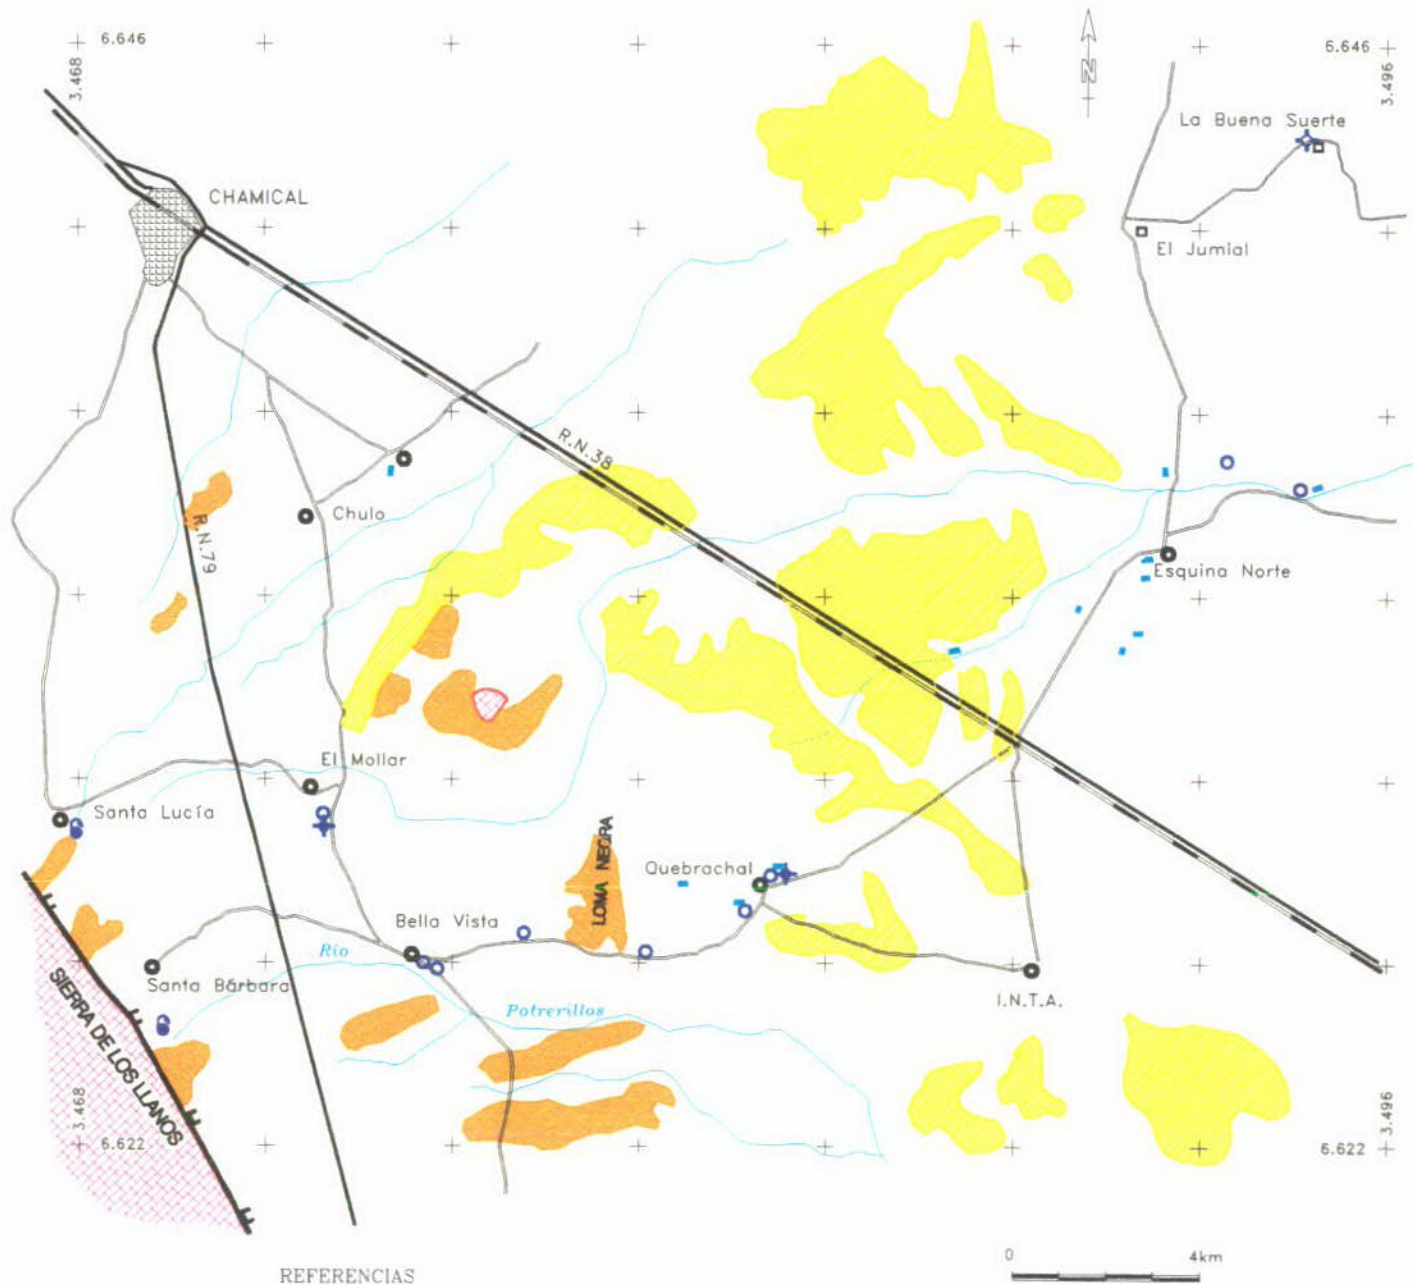 6.646
6.646
3.468
3.496
N
La Buena Suerte
CHAMICAL
El Jumial
R.N.38
Chulo
R.N.79
Esquina Norte
El Mollar
Santa Lucía
LOMA NEGRA
Quebrachal
Bella Vista
Río
Santa Bárbara
SIERRA DE LOS LLANOS
Potrerillos
I.N.T.A.
3.468
3.496
6.622
6.622
0 4km
REFERENCIAS